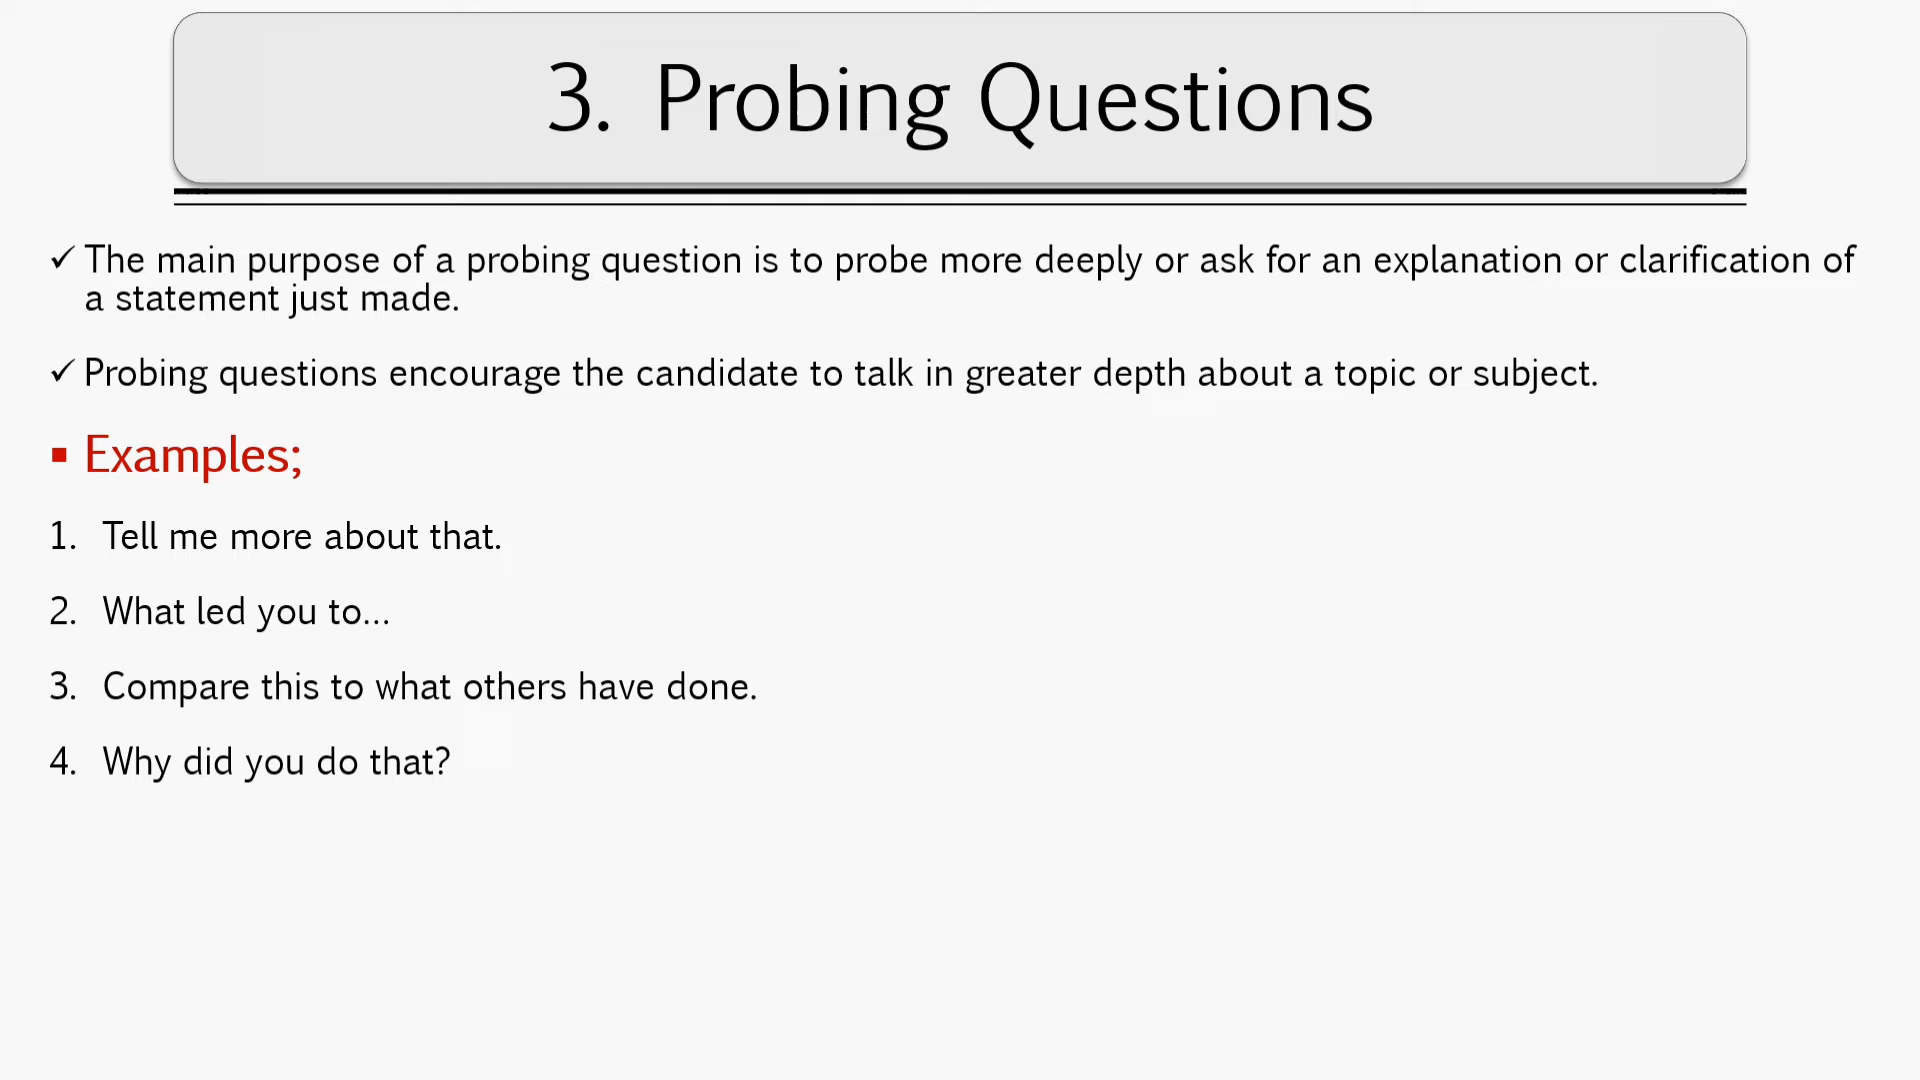 3. Probing Questions
✓ The main purpose of a probing question is to probe more deeply or ask for an explanation or clarification of
a statement just made.
✓ Probing questions encourage the candidate to talk in greater depth about a topic or subject.
▪ Examples;
1. Tell me more about that.
2. What led you to...
3. Compare this to what others have done.
4. Why did you do that?